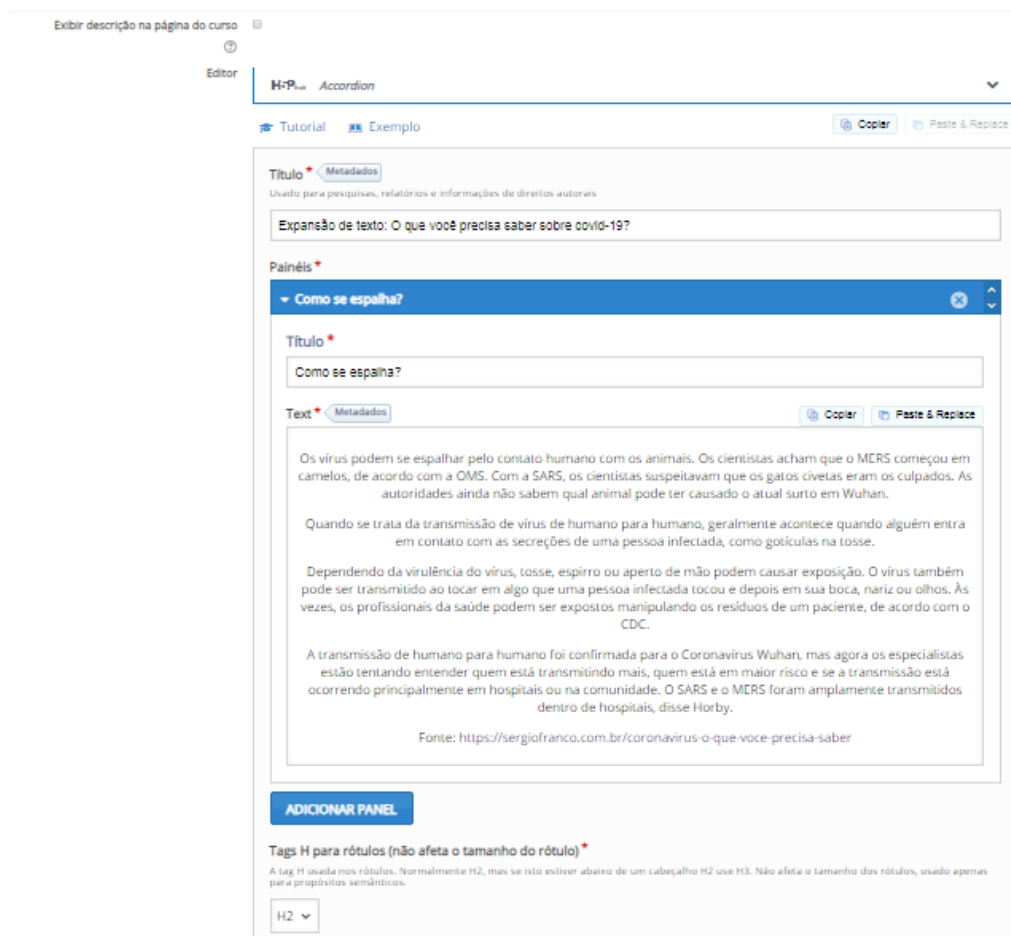 Exibir descrição na página do curso
Editor
H-P Accordion
Tutorial Exemplo Copiar Paste & Replace
Título * Metadados
Usado para pesquisas, relatórios e informações de direitos autorais
Expansão de texto: O que você precisa saber sobre covid-19?
Painéis *
Como se espalha?
Título *
Como se espalha?
Text * Metadados Copiar Paste & Replace
Os vírus podem se espalhar pelo contato humano com os animais. Os cientistas acham que o MERS começou em
camelos, de acordo com a OMS. Com a SARS, os cientistas suspeitavam que os gatos civetas eram os culpados. As
autoridades ainda não sabem qual animal pode ter causado o atual surto em Wuhan.
Quando se trata da transmissão de vírus de humano para humano, geralmente acontece quando alguém entra
em contato com as secreções de uma pessoa infectada, como gotículas na tosse.
Dependendo da virulência do vírus, tosse, espirro ou aperto de mão podem causar exposição. O vírus também
pode ser transmitido ao tocar em algo que uma pessoa infectada tocou e depois em sua boca, nariz ou olhos. Às
vezes, os profissionais da saúde podem ser expostos manipulando os resíduos de um paciente, de acordo com o
CDC.
A transmissão de humano para humano foi confirmada para o Coronavírus Wuhan, mas agora os especialistas
estão tentando entender quem está transmitindo mais, quem está em maior risco e se a transmissão está
ocorrendo principalmente em hospitais ou na comunidade. O SARS e o MERS foram amplamente transmitidos
dentro de hospitais, disse Horby.
Fonte: https://sergiofranco.com.br/coronavirus-o-que-voce-precisa-saber
ADICIONAR PANEL
Tags H para rótulos (não afeta o tamanho do rótulo) *
A tag H usada nos rótulos. Normalmente H2, mas se isto estiver abaixo de um cabeçalho H2 use H3. Não afeta o tamanho dos rótulos, usado apenas
para propósitos semânticos.
H2